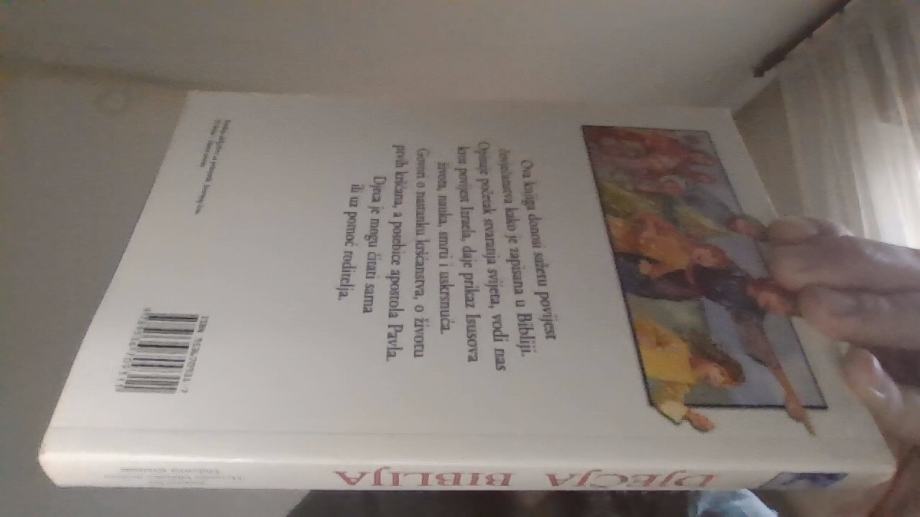 Ova knjiga donosi sažetu povijest
čovječanstva kako je zapisana u Bibliji.
Opisuje početak stvaranja svijeta, vodi nas
kroz povijest Izraela, daje prikaz Isusova
života, nauka, smrti i uskrsnuća.
Govori o nastanku kršćanstva, o životu
prvih kršćana, a posebice apostola Pavla.
Djeca je mogu čitati sama
ili uz pomoć roditelja.
DJEČJA BIBLIJA